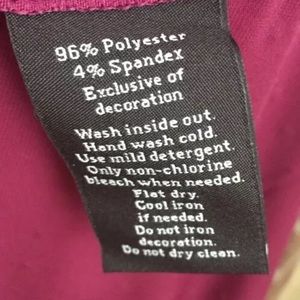 96% Polyester
4% Spandex
Exclusive of
decoration
Wash inside out.
Hand wash cold.
Use mild detergent.
Only non-chlorine
bleach when needed.
Flat dry.
Cool iron
if needed.
Do not iron
decoration.
Do not dry clean.